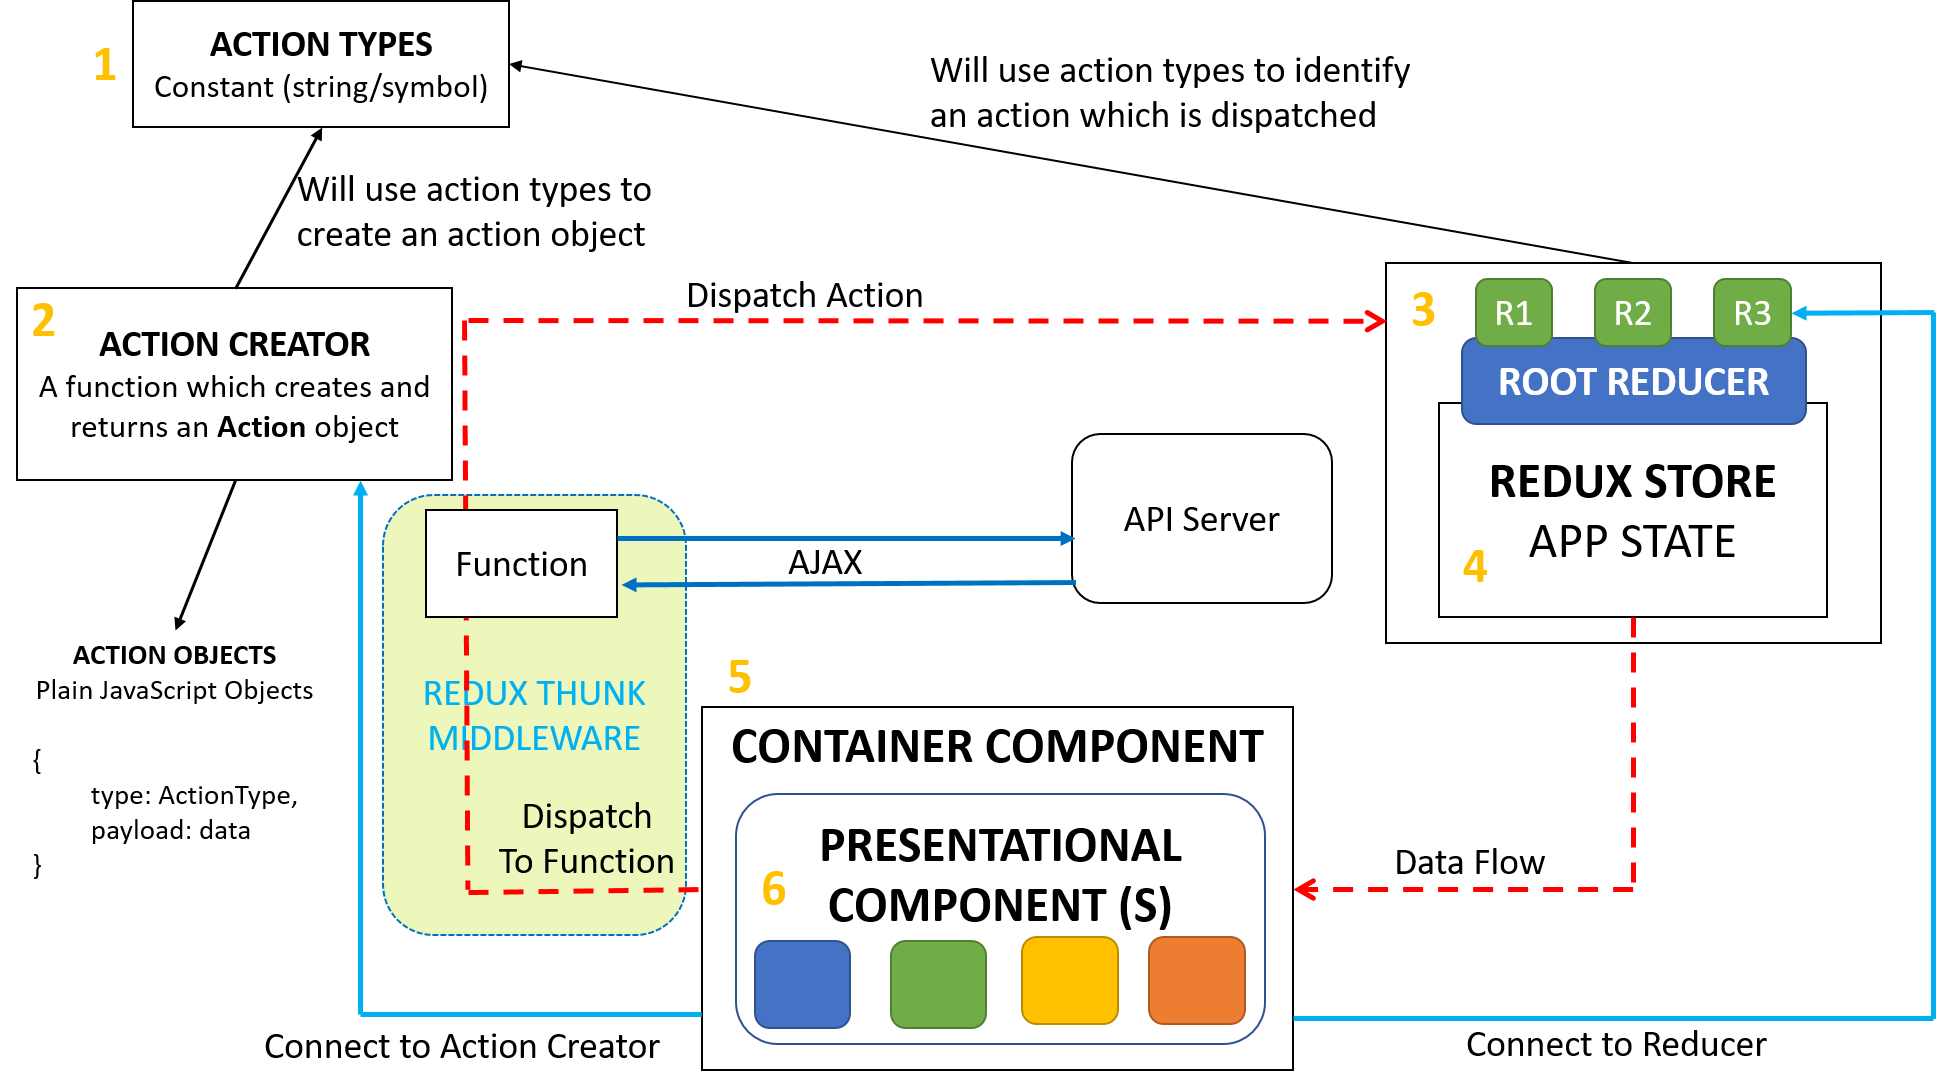 1
ACTION TYPES
Constant (string/symbol)
Will use action types to identify
an action which is dispatched
Will use action types to
create an action object
2
ACTION CREATOR
A function which creates and
returns an Action object
Dispatch Action
3
R1
R2
R3
ROOT REDUCER
REDUX STORE
APP STATE
4
API Server
Function
AJAX
ACTION OBJECTS
Plain JavaScript Objects
{
type: ActionType,
payload: data
}
REDUX THUNK
MIDDLEWARE
Dispatch
To Function
5
CONTAINER COMPONENT
PRESENTATIONAL
COMPONENT (S)
6
Data Flow
Connect to Action Creator
Connect to Reducer